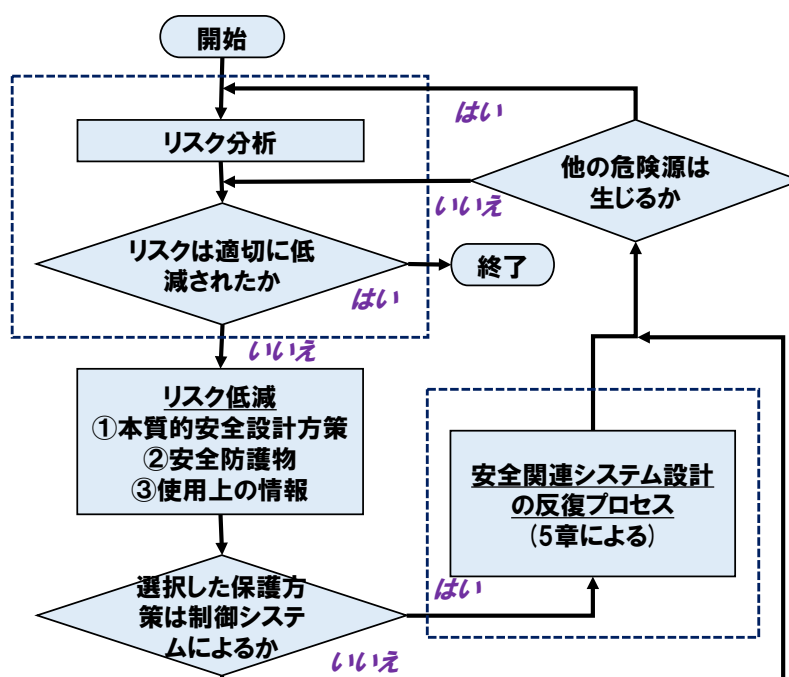 開始
はい
リスク分析
他の危険源は
生じるか
いいえ
リスクは適切に低
減されたか
終了
はい
いいえ
リスク低減
①本質的安全設計方策
②安全防護物
③使用上の情報
安全関連システム設計
の反復プロセス
(5章による)
選択した保護方
策は制御システ
ムによるか
はい
いいえ